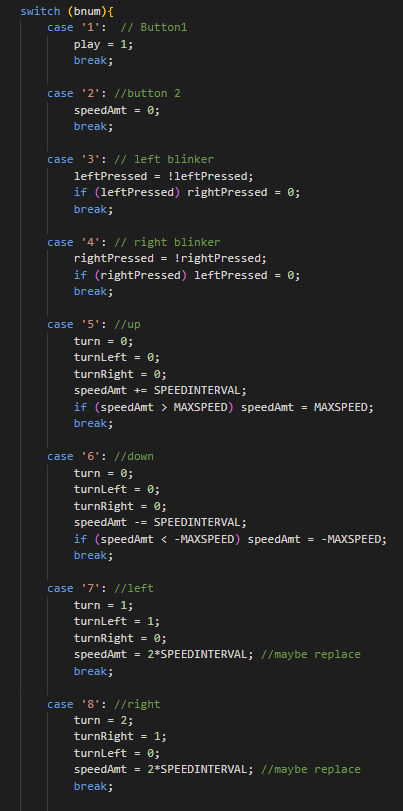 switch (bnum){
case '1':  // Button1
play = 1;
break;
case '2': //button 2
speedAmt = 0;
break;
case '3': // left blinker
leftPressed = !leftPressed;
if (leftPressed) rightPressed = 0;
break;
case '4': // right blinker
rightPressed = !rightPressed;
if (rightPressed) leftPressed = 0;
break;
case '5': //up
turn = 0;
turnLeft = 0;
turnRight = 0;
speedAmt += SPEEDINTERVAL;
if (speedAmt > MAXSPEED) speedAmt = MAXSPEED;
break;
case '6': //down
turn = 0;
turnLeft = 0;
turnRight = 0;
speedAmt -= SPEEDINTERVAL;
if (speedAmt < -MAXSPEED) speedAmt = -MAXSPEED;
break;
case '7': //left
turn = 1;
turnLeft = 1;
turnRight = 0;
speedAmt = 2*SPEEDINTERVAL; //maybe replace
break;
case '8': //right
turn = 2;
turnRight = 1;
turnLeft = 0;
speedAmt = 2*SPEEDINTERVAL; //maybe replace
break;